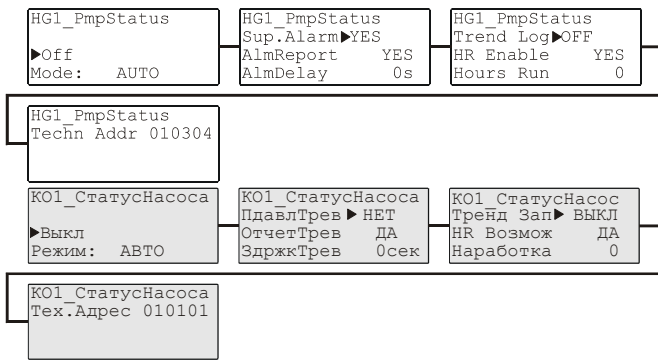 HG1_PmpStatus
▶Off
Mode: AUTO
HG1_PmpStatus
Sup.Alarm▶YES
AlmReport YES
AlmDelay 0s
HG1_PmpStatus
Trend Log▶OFF
HR Enable YES
Hours Run 0
HG1_PmpStatus
Techn Addr 010304
КО1_СтатусНасоса
▶Выкл
Режим: АВТО
КО1_СтатусНасоса
ПдавлТрев▶НЕТ
ОтчетТрев ДА
ЗдржкТрев 0сек
КО1_СтатусНасос
Тренд Зап▶ ВЫКЛ
HR Возмож ДА
Наработка 0
КО1_СтатусНасоса
Тех.Адрес 010101